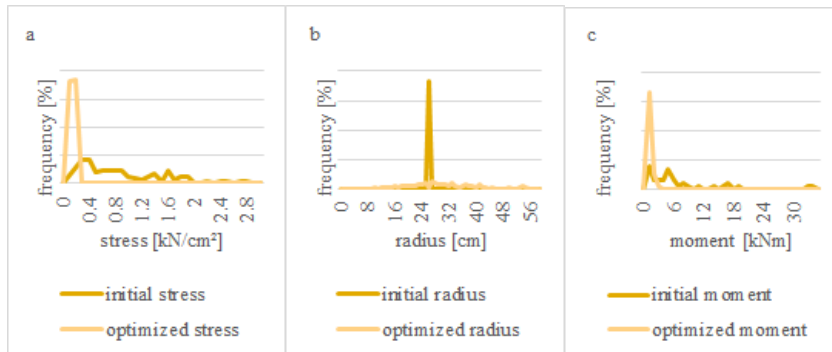 a
frequency [%]
0
0.4
0.8
1.2
1.6
2
2.4
2.8
stress [kN/cm²]
initial stress
optimized stress
b
frequency [%]
0
8
16
24
32
40
48
56
radius [cm]
initial radius
optimized radius
c
frequency [%]
0
6
12
18
24
30
moment [kNm]
initial moment
optimized moment